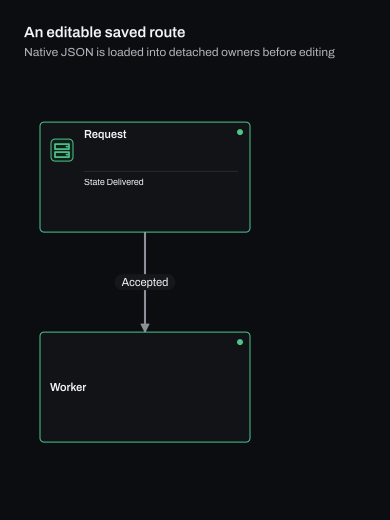 An editable saved route
Native JSON is loaded into detached owners before editing
Request
State Delivered
Accepted
Worker